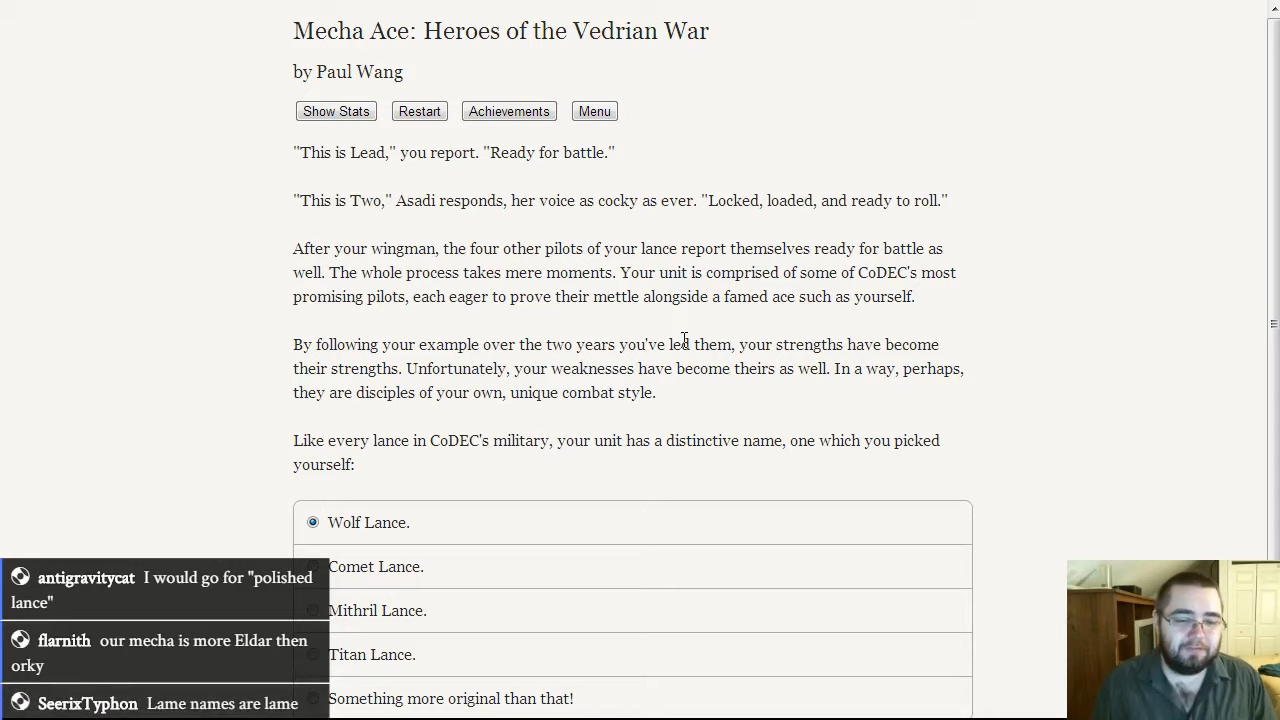 Mecha Ace: Heroes of the Vedrian War
by Paul Wang
Show Stats Restart Achievements Menu
"This is Lead," you report. "Ready for battle."
"This is Two," Asadi responds, her voice as cocky as ever. "Locked, loaded, and ready to roll."
After your wingman, the four other pilots of your lance report themselves ready for battle as
well. The whole process takes mere moments. Your unit is comprised of some of CoDEC's most
promising pilots, each eager to prove their mettle alongside a famed ace such as yourself.
By following your example over the two years you've led them, your strengths have become
their strengths. Unfortunately, your weaknesses have become theirs as well. In a way, perhaps,
they are disciples of your own, unique combat style.
Like every lance in CoDEC's military, your unit has a distinctive name, one which you picked
yourself:
Wolf Lance.
Comet Lance.
Mithril Lance.
Titan Lance.
Something more original than that!
antigravitycat I would go for "polished
lance"
flarnith our mecha is more Eldar then
orky
SeerixTyphon Lame names are lame